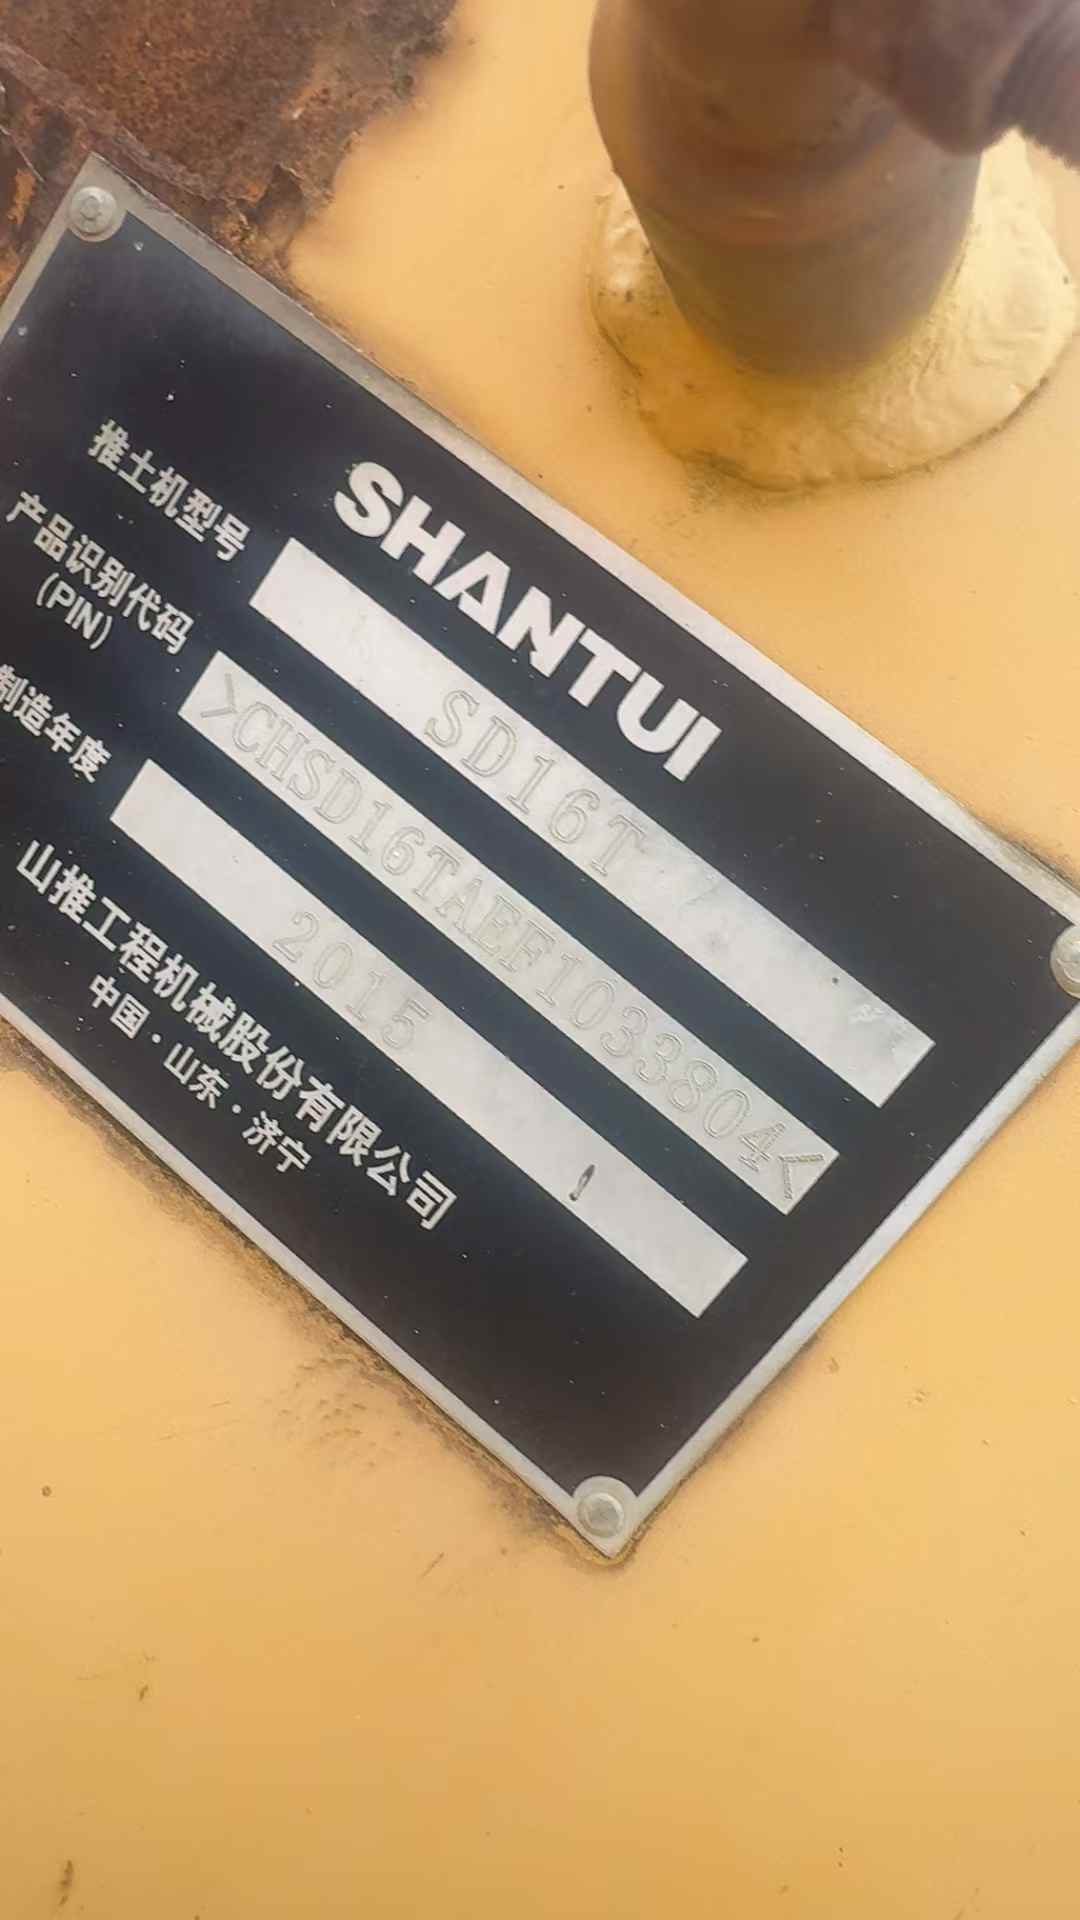 SHANTUI
推土机型号 SD16T
产品识别代码 >CHSD16TAEF1033804<
(PIN)
制造年度 2015
山推工程机械股份有限公司
中国·山东·济宁